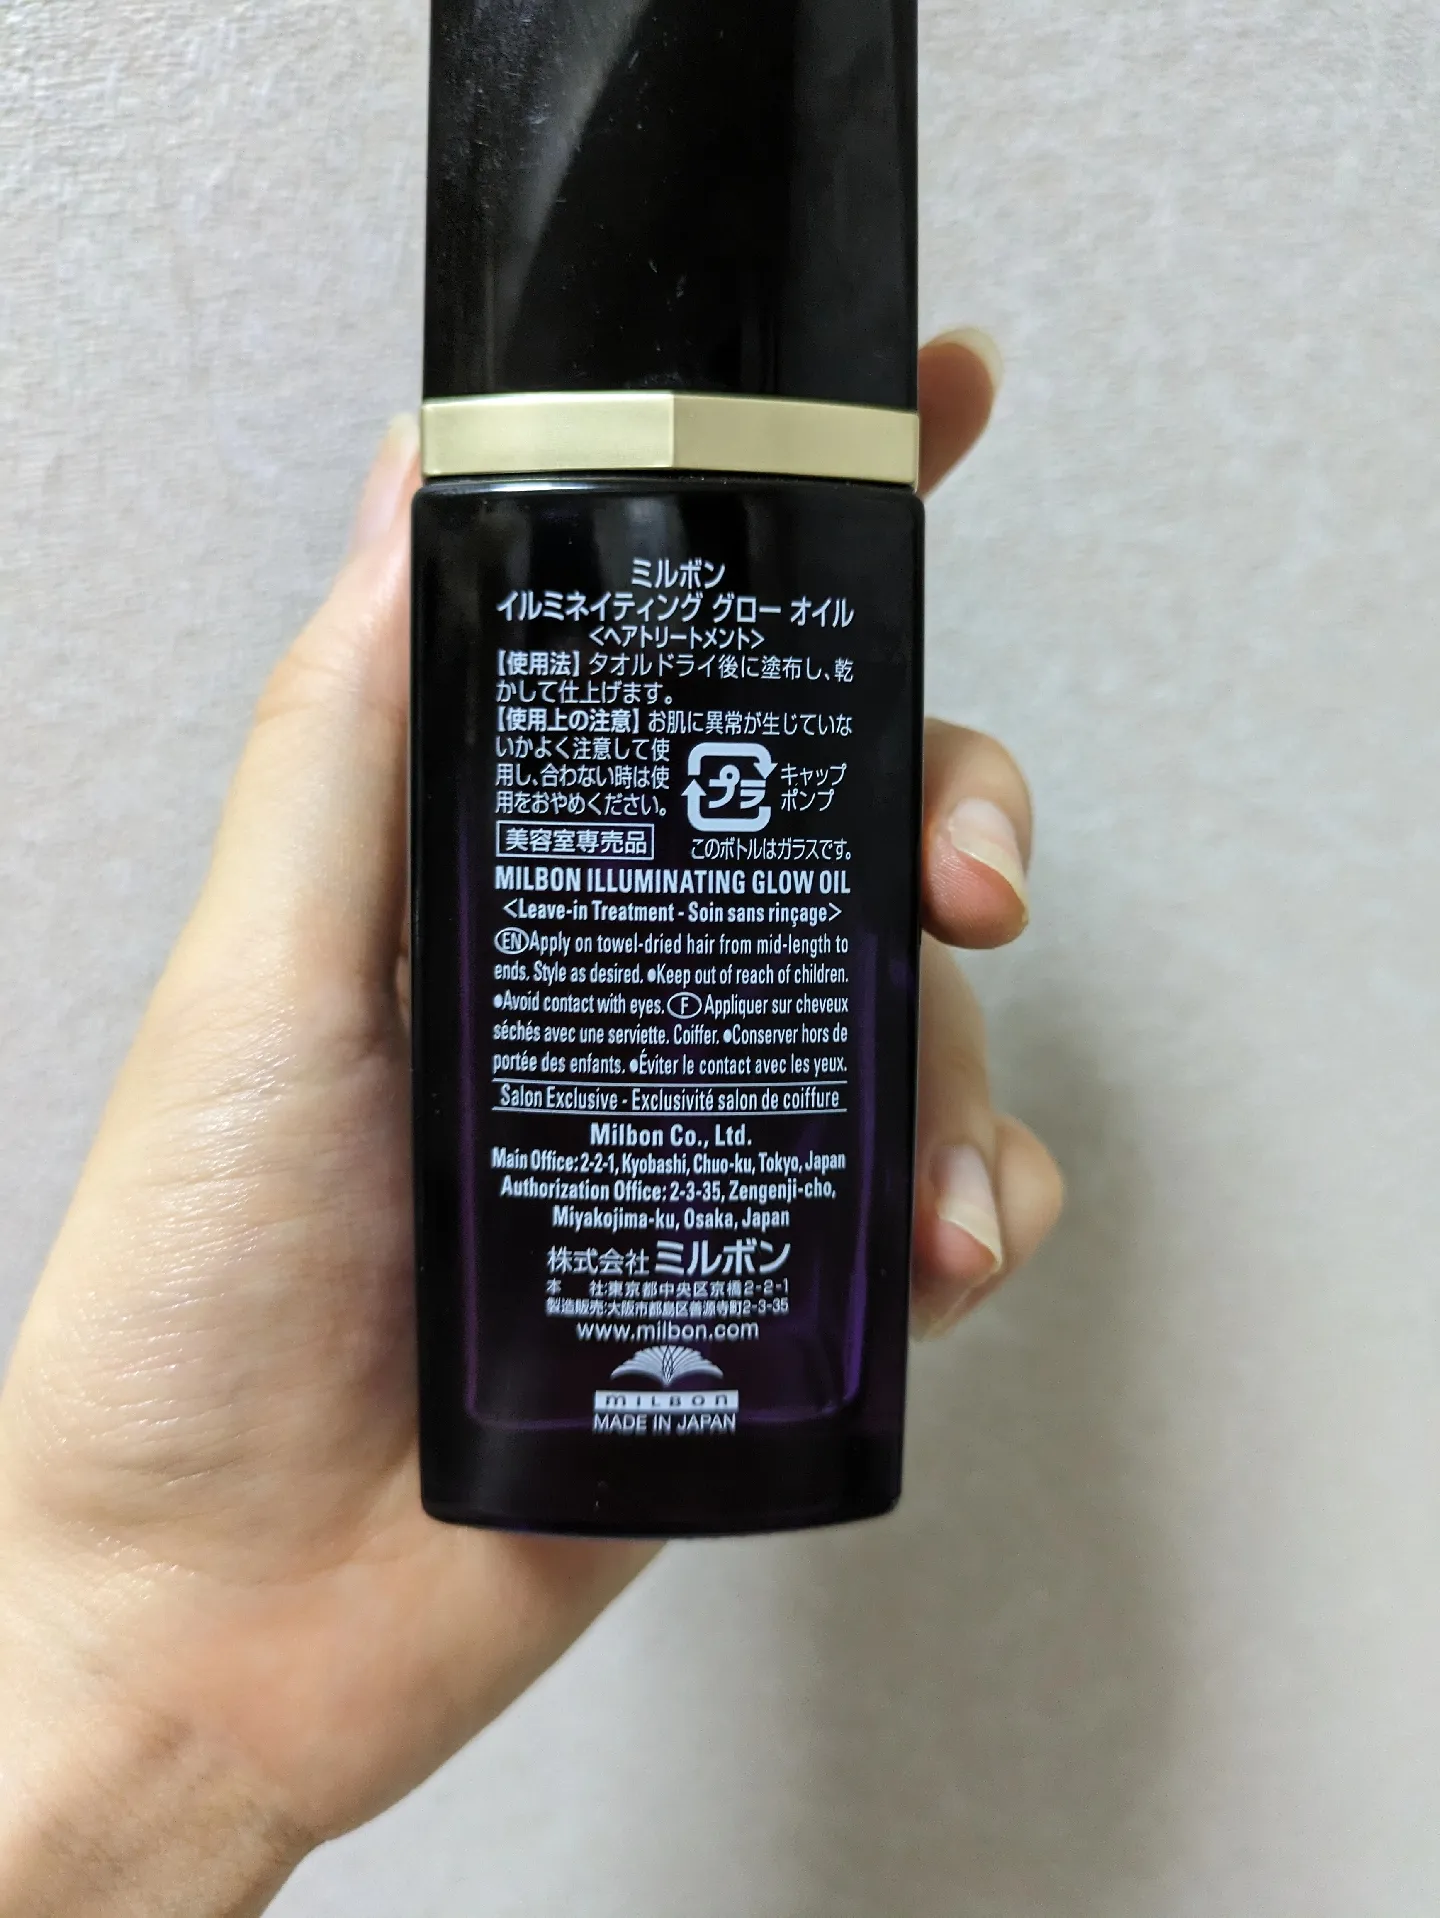 ミルボン
イルミネイティング グロー オイル
<ヘアトリートメント>
【使用法】タオルドライ後に塗布し、乾
かして仕上げます。
【使用上の注意】お肌に異常が生じていな
いかよく注意して使
用し、合わない時は使
用をおやめください。
プラ
キャップ
ポンプ
美容室専売品
このボトルはガラスです。
MILBON ILLUMINATING GLOW OIL
<Leave-in Treatment - Soin sans rinçage>
EN Apply on towel-dried hair from mid-length to
ends. Style as desired. ●Keep out of reach of children.
●Avoid contact with eyes. F Appliquer sur cheveux
séchés avec une serviette. Coiffer. ●Conserver hors de
portée des enfants. ●Éviter le contact avec les yeux.
Salon Exclusive - Exclusivité salon de coiffure
Milbon Co., Ltd.
Main Office: 2-2-1, Kyobashi, Chuo-ku, Tokyo, Japan
Authorization Office: 2-3-35, Zengenji-cho,
Miyakojima-ku, Osaka, Japan
株式会社 ミルボン
本 社:東京都中央区京橋2-2-1
製造販売:大阪市都島区善源寺町2-3-35
www.milbon.com
milbon
MADE IN JAPAN